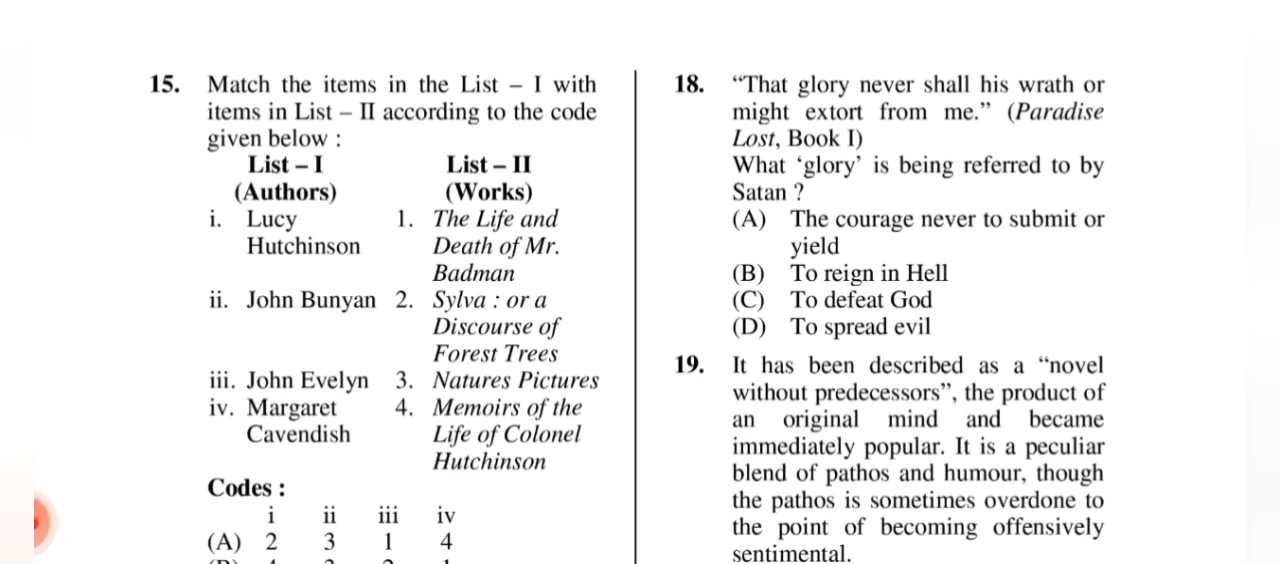 15. Match the items in the List – I with
items in List – II according to the code
given below :
List – I List – II
(Authors) (Works)
i. Lucy 1. The Life and
Hutchinson Death of Mr.
Badman
ii. John Bunyan 2. Sylva : or a
Discourse of
Forest Trees
iii. John Evelyn 3. Natures Pictures
iv. Margaret 4. Memoirs of the
Cavendish Life of Colonel
Hutchinson
Codes :
i ii iii iv
(A) 2 3 1 4
18. “That glory never shall his wrath or
might extort from me.” (Paradise
Lost, Book I)
What ‘glory’ is being referred to by
Satan ?
(A) The courage never to submit or
yield
(B) To reign in Hell
(C) To defeat God
(D) To spread evil
19. It has been described as a “novel
without predecessors”, the product of
an original mind and became
immediately popular. It is a peculiar
blend of pathos and humour, though
the pathos is sometimes overdone to
the point of becoming offensively
sentimental.